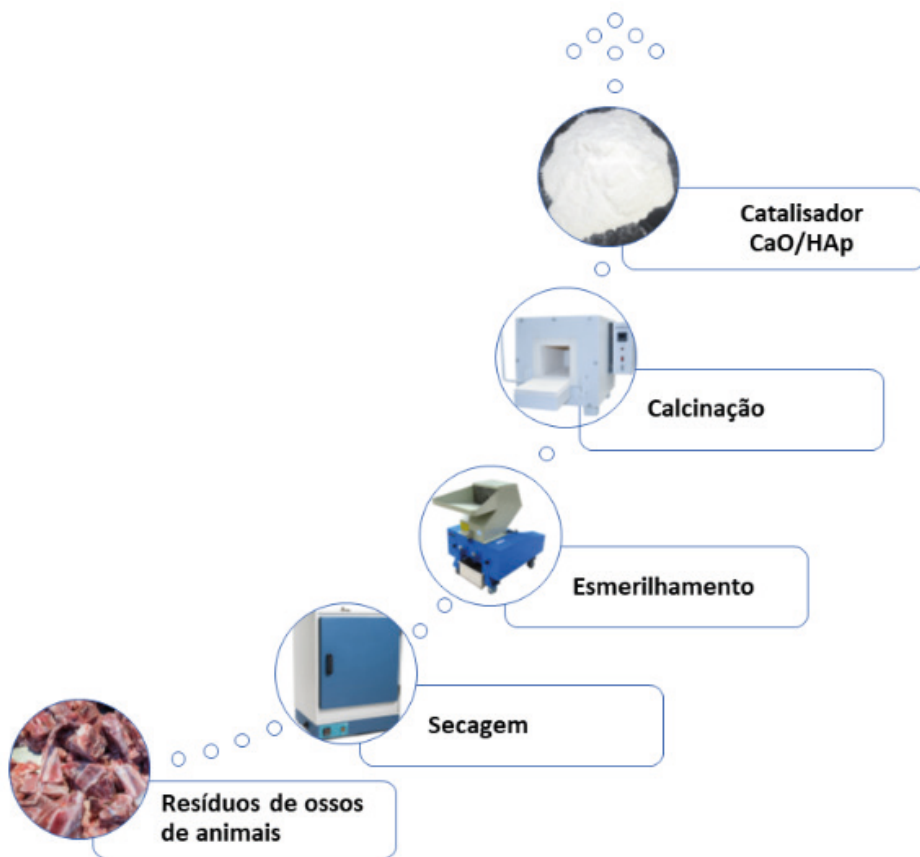 Catalisador
CaO/HAp
Calcinação
Esmerilhamento
Secagem
Resíduos de ossos
de animais